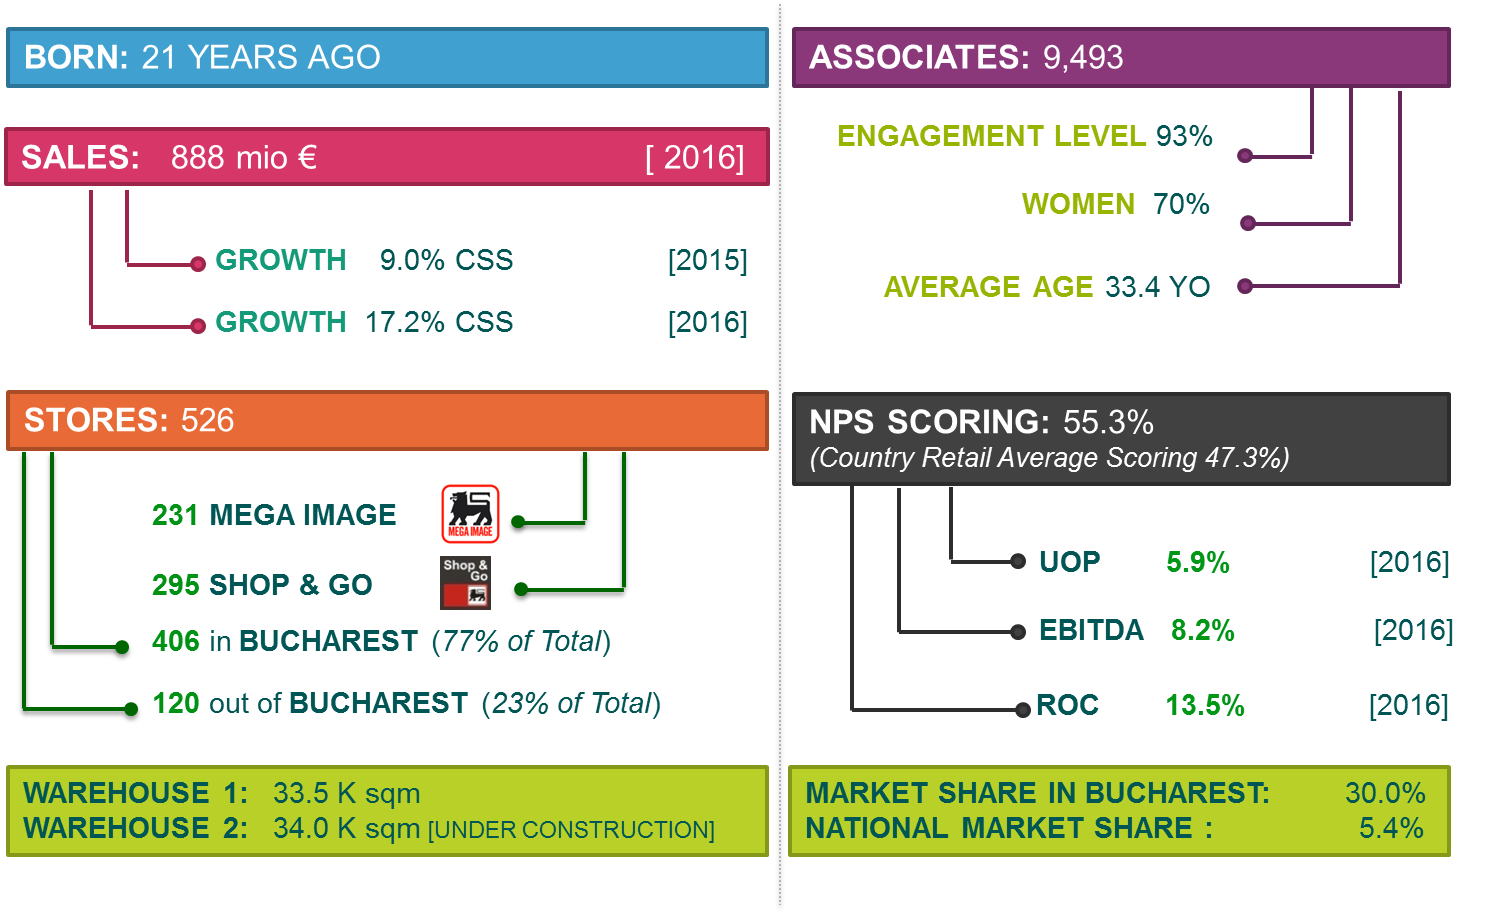 BORN: 21 YEARS AGO
SALES: 888 mio € [ 2016]
GROWTH 9.0% CSS [2015]
GROWTH 17.2% CSS [2016]
STORES: 526
231 MEGA IMAGE
MEGA IMAGE
Shop &
Go
295 SHOP & GO
406 in BUCHAREST (77% of Total)
120 out of BUCHAREST (23% of Total)
WAREHOUSE 1: 33.5 K sqm
WAREHOUSE 2: 34.0 K sqm [UNDER CONSTRUCTION]
ASSOCIATES: 9,493
ENGAGEMENT LEVEL 93%
WOMEN 70%
AVERAGE AGE 33.4 YO
NPS SCORING: 55.3%
(Country Retail Average Scoring 47.3%)
UOP 5.9% [2016]
EBITDA 8.2% [2016]
ROC 13.5% [2016]
MARKET SHARE IN BUCHAREST: 30.0%
NATIONAL MARKET SHARE : 5.4%